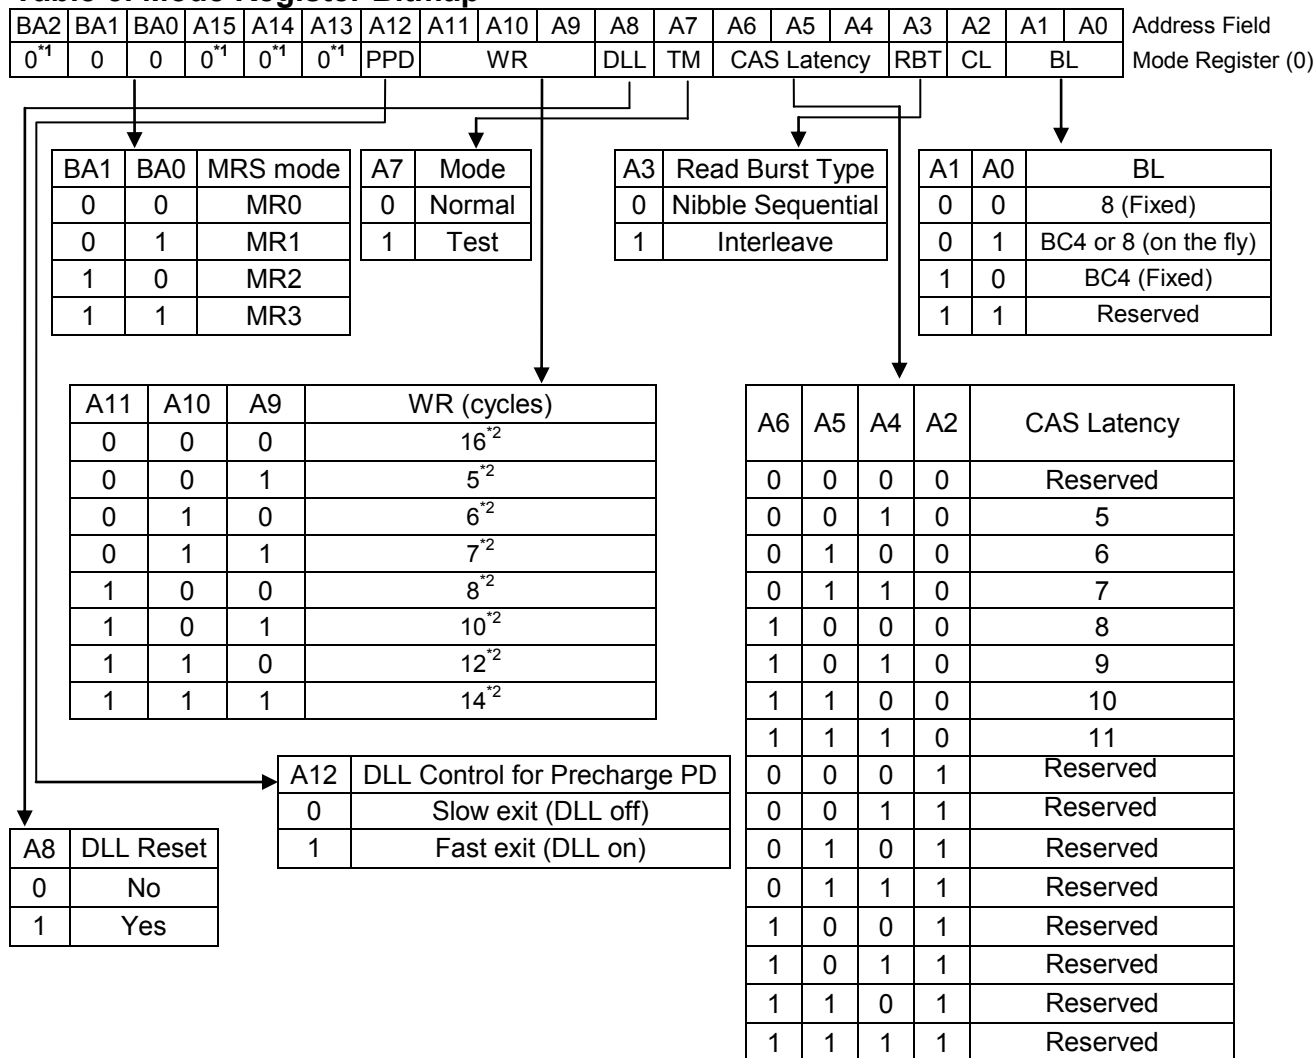 Table 6. Mode Register Bitmap
BA2 BA1 BA0 A15 A14 A13 A12 A11 A10 A9 A8 A7 A6 A5 A4 A3 A2 A1 A0 Address Field
0*1 0 0 0*1 0*1 0*1 PPD WR DLL TM CAS Latency RBT CL BL Mode Register (0)
BA1 BA0 MRS mode
0 0 MR0
0 1 MR1
1 0 MR2
1 1 MR3
A7 Mode
0 Normal
1 Test
A3 Read Burst Type
0 Nibble Sequential
1 Interleave
A1 A0 BL
0 0 8 (Fixed)
0 1 BC4 or 8 (on the fly)
1 0 BC4 (Fixed)
1 1 Reserved
A11 A10 A9 WR (cycles)
0 0 0 16*2
0 0 1 5*2
0 1 0 6*2
0 1 1 7*2
1 0 0 8*2
1 0 1 10*2
1 1 0 12*2
1 1 1 14*2
A6 A5 A4 A2 CAS Latency
0 0 0 0 Reserved
0 0 1 0 5
0 1 0 0 6
0 1 1 0 7
1 0 0 0 8
1 0 1 0 9
1 1 0 0 10
1 1 1 0 11
0 0 0 1 Reserved
0 0 1 1 Reserved
0 1 0 1 Reserved
0 1 1 1 Reserved
1 0 0 1 Reserved
1 0 1 1 Reserved
1 1 0 1 Reserved
1 1 1 1 Reserved
A12 DLL Control for Precharge PD
0 Slow exit (DLL off)
1 Fast exit (DLL on)
A8 DLL Reset
0 No
1 Yes